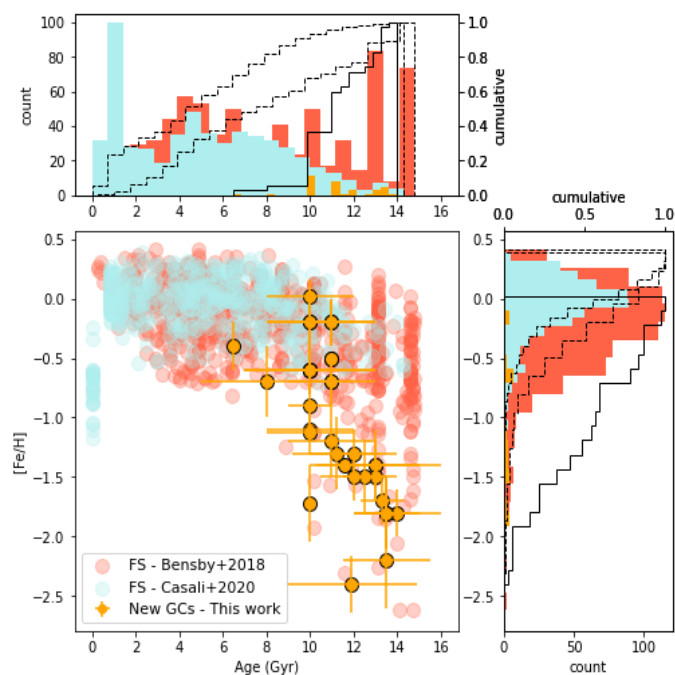 100
80
60
40
20
0
count
1.0
0.8
0.6
0.4
0.2
0.0
cumulative
0 2 4 6 8 10 12 14 16
cumulative
0.0 0.5 1.0
0.5
0.0
−0.5
−1.0
−1.5
−2.0
−2.5
[Fe/H]
FS - Bensby+2018
FS - Casali+2020
New GCs - This work
0 2 4 6 8 10 12 14 16
Age (Gyr)
0.5
0.0
−0.5
−1.0
−1.5
−2.0
−2.5
0 50 100
count